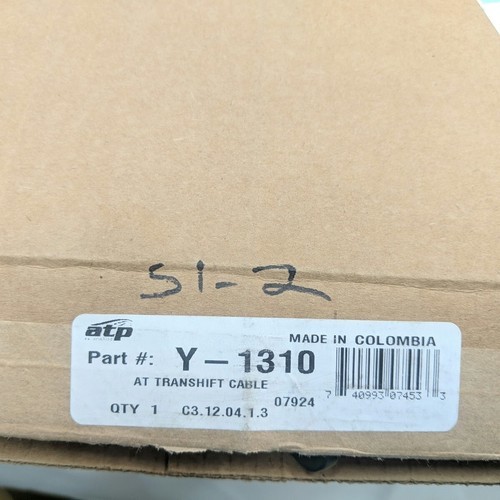 51-2
atp
MADE IN COLOMBIA
Part #: Y-1310
AT TRANSHIFT CABLE
07924
7 40993 07453 3
QTY 1 C3.12.04.1.3